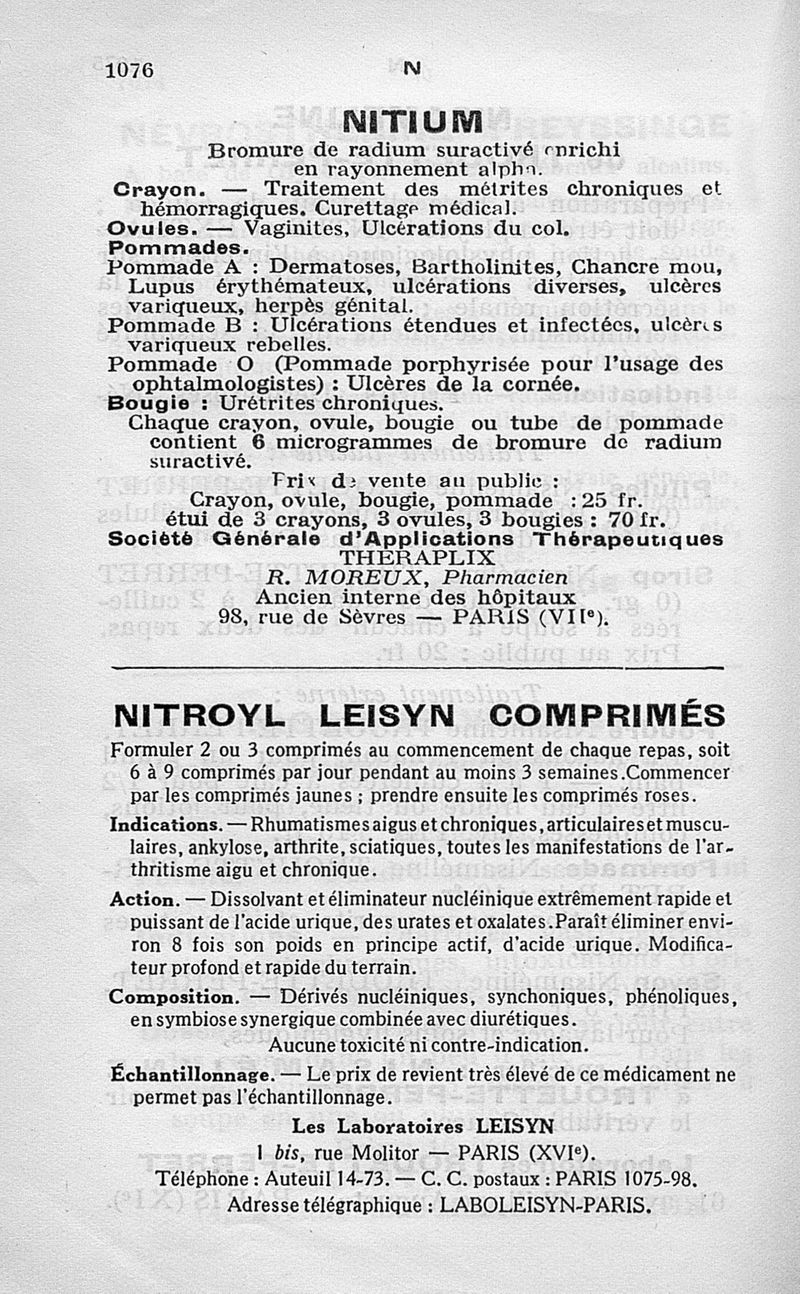 1076
N
NITIUM
Bromure de radium suractivé enrichi
en rayonnement alpha.
Crayon. — Traitement des métrites chroniques et
hémorragiques. Curettage médical.
Ovules. — Vaginites, Ulcérations du col.
Pommades.
Pommade A : Dermatoses, Bartholinites, Chancre mou,
Lupus érythémateux, ulcérations diverses, ulcères
variqueux, herpès génital.
Pommade B : Ulcérations étendues et infectées, ulcères
variqueux rebelles.
Pommade O (Pommade porphyrisée pour l'usage des
ophtalmologistes) : Ulcères de la cornée.
Bougie : Urétrites chroniques.
Chaque crayon, ovule, bougie ou tube de pommade
contient 6 microgrammes de bromure de radium
suractivé.
Prix de vente au public :
Crayon, ovule, bougie, pommade : 25 fr.
étui de 3 crayons, 3 ovules, 3 bougies : 70 fr.
Société Générale d'Applications Thérapeutiques
THERAPLIX
R. MOREUX, Pharmacien
Ancien interne des hôpitaux
98, rue de Sèvres — PARIS (VIIe).
NITROYL LEISYN COMPRIMÉS
Formuler 2 ou 3 comprimés au commencement de chaque repas, soit
6 à 9 comprimés par jour pendant au moins 3 semaines. Commencer
par les comprimés jaunes ; prendre ensuite les comprimés roses.
Indications. — Rhumatismes aigus et chroniques, articulaires et muscu-
laires, ankylose, arthrite, sciatiques, toutes les manifestations de l'ar-
thritisme aigu et chronique.
Action. — Dissolvant et éliminateur nucléinique extrêmement rapide et
puissant de l'acide urique, des urates et oxalates. Paraît éliminer envi-
ron 8 fois son poids en principe actif, d'acide urique. Modifica-
teur profond et rapide du terrain.
Composition. — Dérivés nucléiniques, synchoniques, phénoliques,
en symbiose synergique combinée avec diurétiques.
Aucune toxicité ni contre-indication.
Échantillonnage. — Le prix de revient très élevé de ce médicament ne
permet pas l'échantillonnage.
Les Laboratoires LEISYN
1 bis, rue Molitor — PARIS (XVIe).
Téléphone : Auteuil 14-73. — C. C. postaux : PARIS 1075-98.
Adresse télégraphique : LABOLEISYN-PARIS.